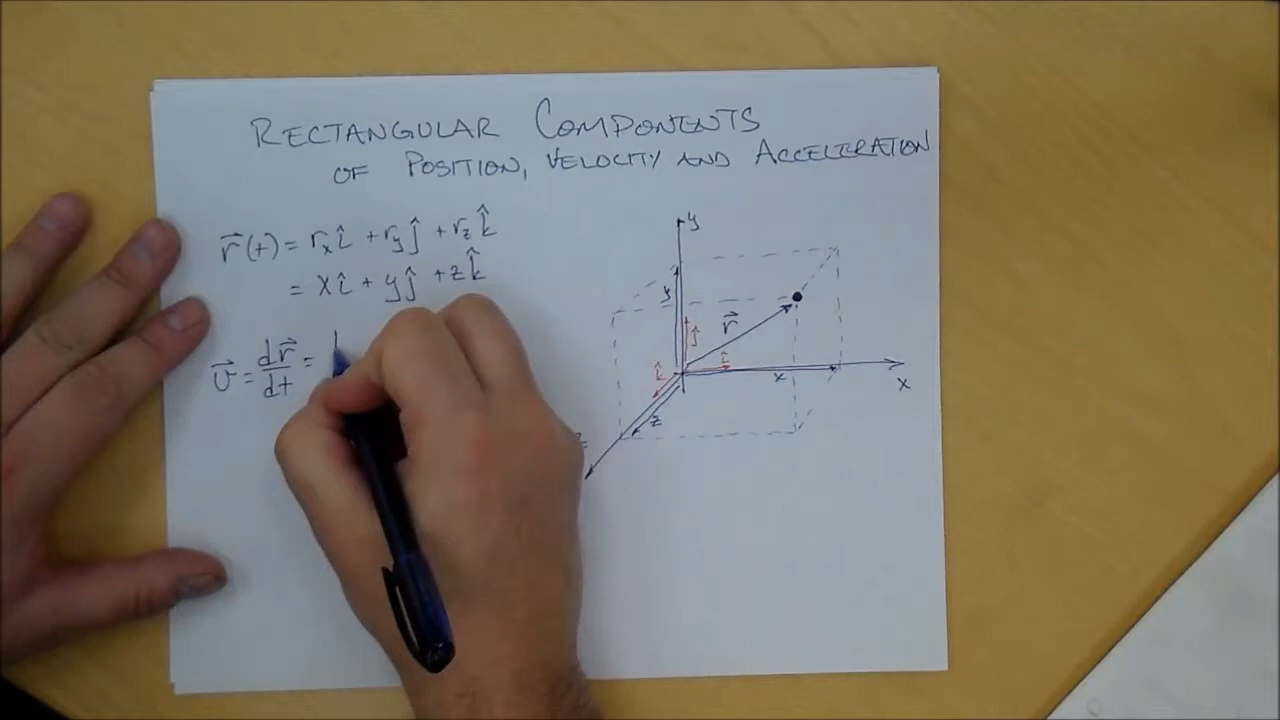 RECTANGULAR COMPONENTS
OF POSITION, VELOCITY AND ACCELERATION
r⃗(t) = rₓî + r_yĵ + r_zk̂
= xî + yĵ + zk̂
v⃗ = dr⃗/dt =
y
y
r⃗
ĵ
î
k̂
x
x
z
z